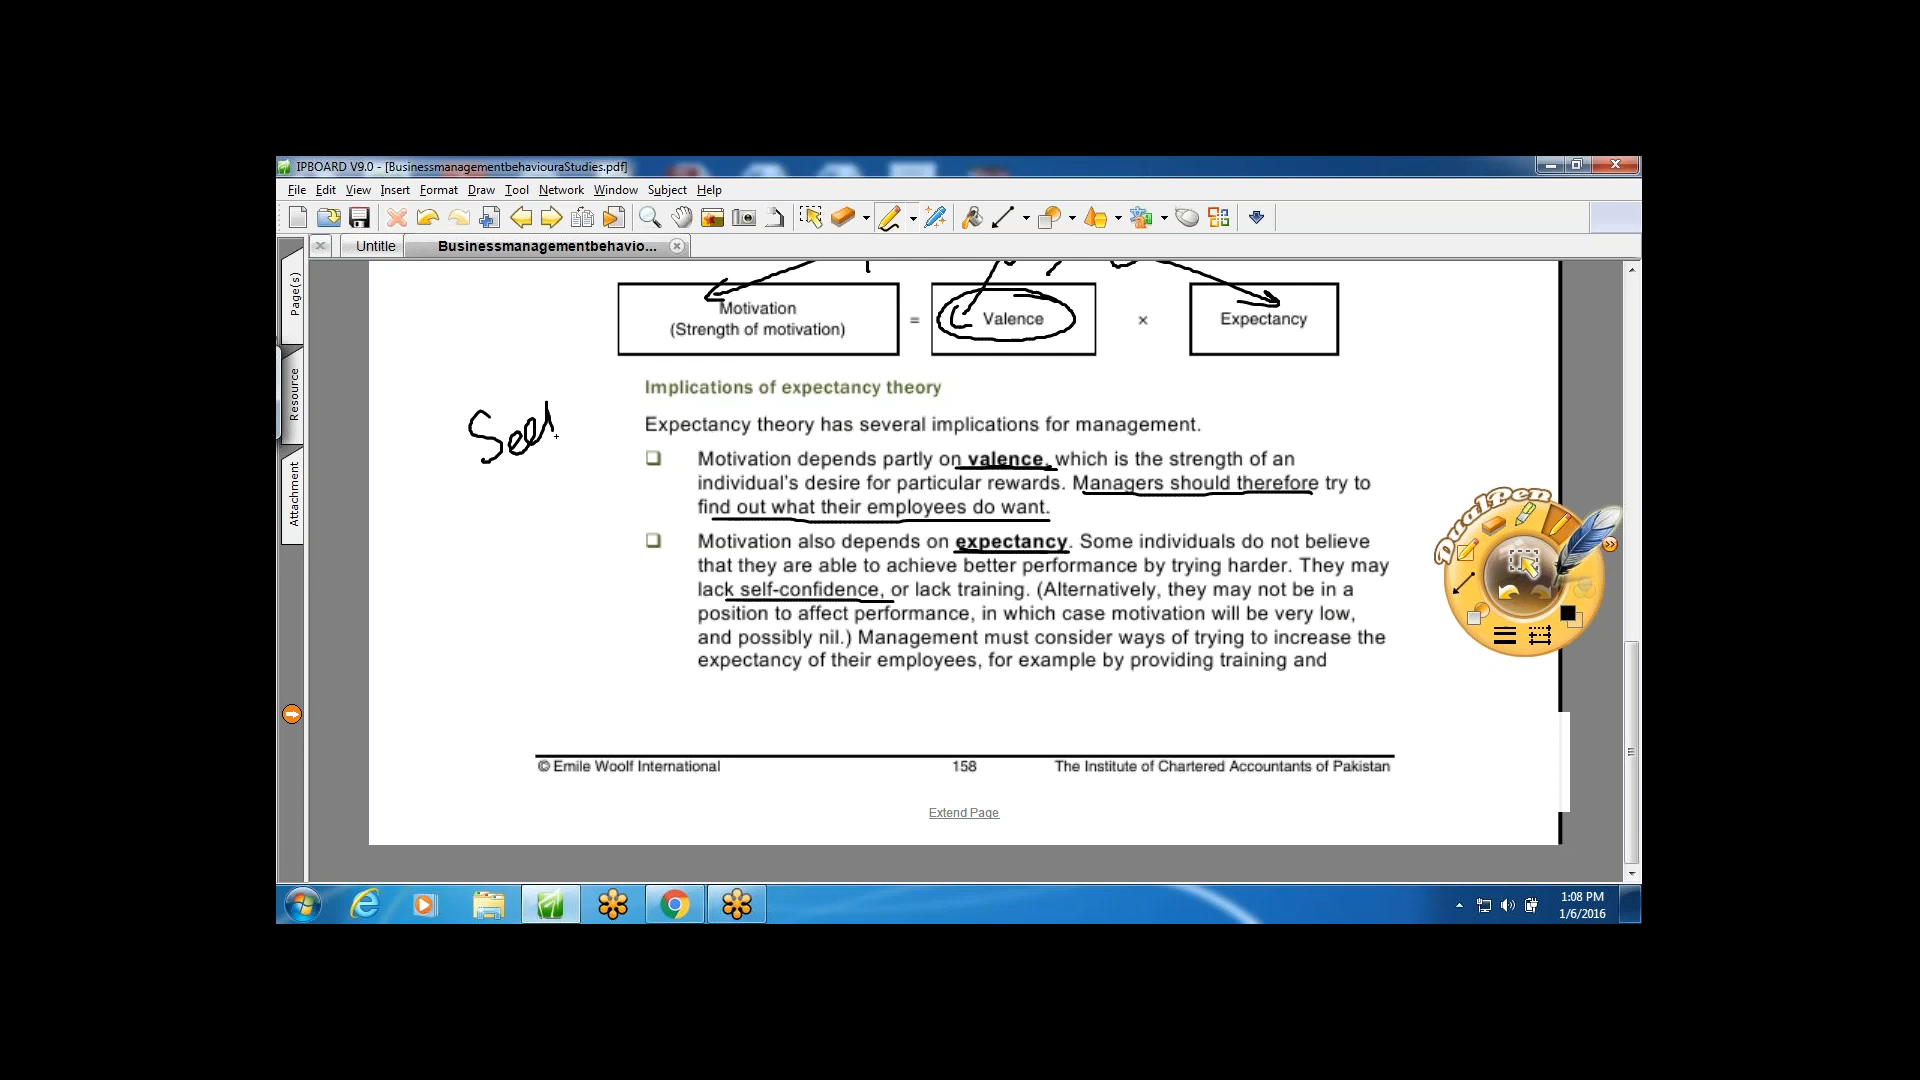 IPBOARD V9.0 - [BusinessmanagementbehaviouraStudies.pdf]
File Edit View Insert Format Draw Tool Network Window Subject Help
Untitle Businessmanagementbehavio...
Page(s)
Resource
Attachment
Motivation
(Strength of motivation)
=
Valence
×
Expectancy
Implications of expectancy theory
Expectancy theory has several implications for management.
Motivation depends partly on valence, which is the strength of an
individual's desire for particular rewards. Managers should therefore try to
find out what their employees do want.
Motivation also depends on expectancy. Some individuals do not believe
that they are able to achieve better performance by trying harder. They may
lack self-confidence, or lack training. (Alternatively, they may not be in a
position to affect performance, in which case motivation will be very low,
and possibly nil.) Management must consider ways of trying to increase the
expectancy of their employees, for example by providing training and
© Emile Woolf International 158 The Institute of Chartered Accountants of Pakistan
Extend Page
DualPen
1:08 PM
1/6/2016